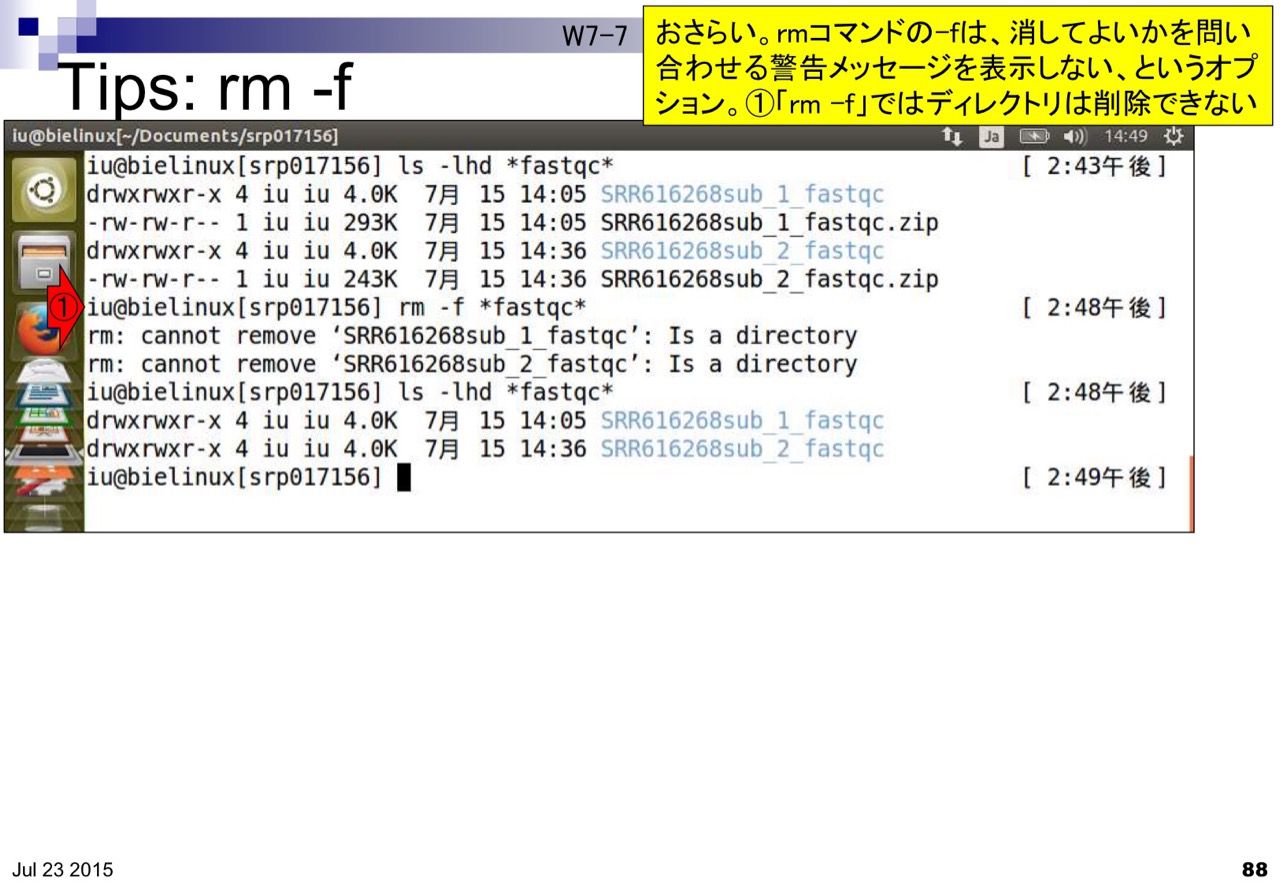 W7-7
おさらい。rmコマンドの-fは、消してよいかを問い
合わせる警告メッセージを表示しない、というオプ
ション。①「rm -f」ではディレクトリは削除できない
Tips: rm -f
iu@bielinux[~/Documents/srp017156] Ja 14:49
iu@bielinux[srp017156] ls -lhd *fastqc* [ 2:43午後]
drwxrwxr-x 4 iu iu 4.0K 7月 15 14:05 SRR616268sub_1_fastqc
-rw-rw-r-- 1 iu iu 293K 7月 15 14:05 SRR616268sub_1_fastqc.zip
drwxrwxr-x 4 iu iu 4.0K 7月 15 14:36 SRR616268sub_2_fastqc
-rw-rw-r-- 1 iu iu 243K 7月 15 14:36 SRR616268sub_2_fastqc.zip
①
iu@bielinux[srp017156] rm -f *fastqc* [ 2:48午後]
rm: cannot remove ‘SRR616268sub_1_fastqc’: Is a directory
rm: cannot remove ‘SRR616268sub_2_fastqc’: Is a directory
iu@bielinux[srp017156] ls -lhd *fastqc* [ 2:48午後]
drwxrwxr-x 4 iu iu 4.0K 7月 15 14:05 SRR616268sub_1_fastqc
drwxrwxr-x 4 iu iu 4.0K 7月 15 14:36 SRR616268sub_2_fastqc
iu@bielinux[srp017156] [ 2:49午後]
Jul 23 2015
88